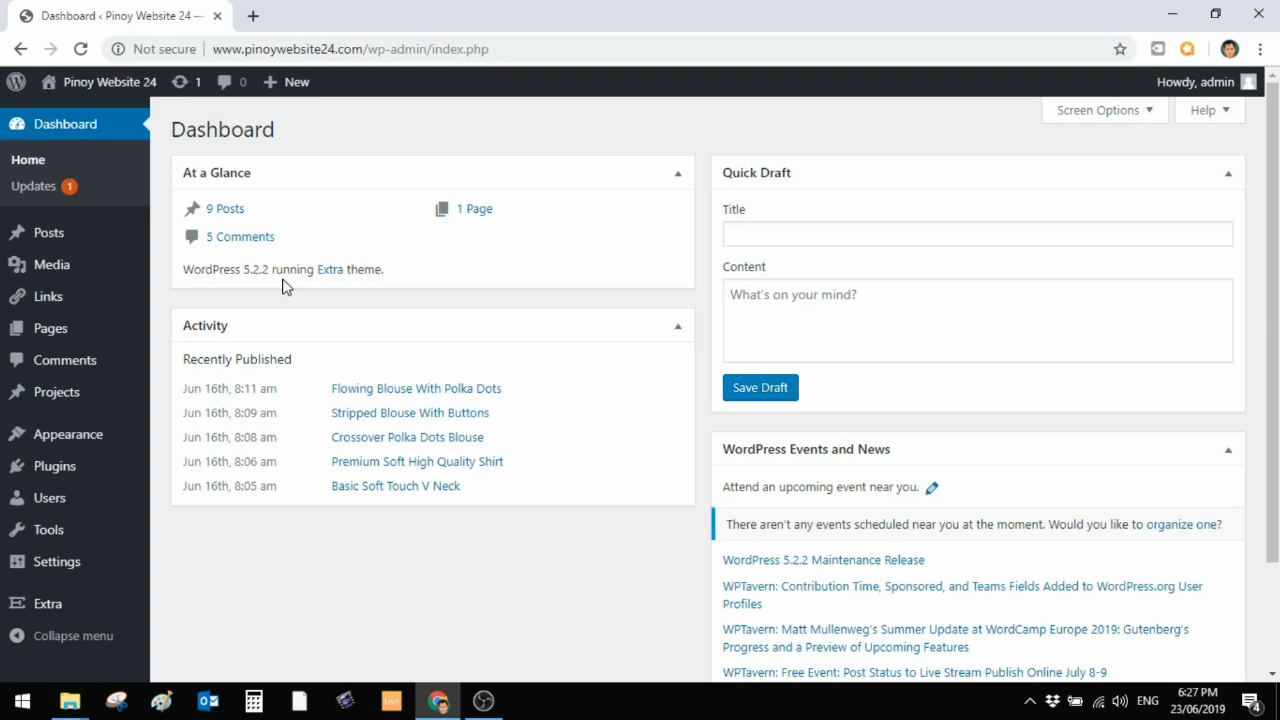 Dashboard ‹ Pinoy Website 24 —
Not secure
www.pinoywebsite24.com/wp-admin/index.php
Pinoy Website 24
1
0
New
Howdy, admin
Dashboard
Home
Updates 1
Posts
Media
Links
Pages
Comments
Projects
Appearance
Plugins
Users
Tools
Settings
Extra
Collapse menu
Screen Options
Help
Dashboard
At a Glance
9 Posts
1 Page
5 Comments
WordPress 5.2.2 running Extra theme.
Activity
Recently Published
Jun 16th, 8:11 am Flowing Blouse With Polka Dots
Jun 16th, 8:09 am Stripped Blouse With Buttons
Jun 16th, 8:08 am Crossover Polka Dots Blouse
Jun 16th, 8:06 am Premium Soft High Quality Shirt
Jun 16th, 8:05 am Basic Soft Touch V Neck
Quick Draft
Title
Content
What's on your mind?
Save Draft
WordPress Events and News
Attend an upcoming event near you.
There aren't any events scheduled near you at the moment. Would you like to organize one?
WordPress 5.2.2 Maintenance Release
WPTavern: Contribution Time, Sponsored, and Teams Fields Added to WordPress.org User
Profiles
WPTavern: Matt Mullenweg's Summer Update at WordCamp Europe 2019: Gutenberg's
Progress and a Preview of Upcoming Features
WPTavern: Free Event: Post Status to Live Stream Publish Online July 8-9
Live
ENG
6:27 PM
23/06/2019
4